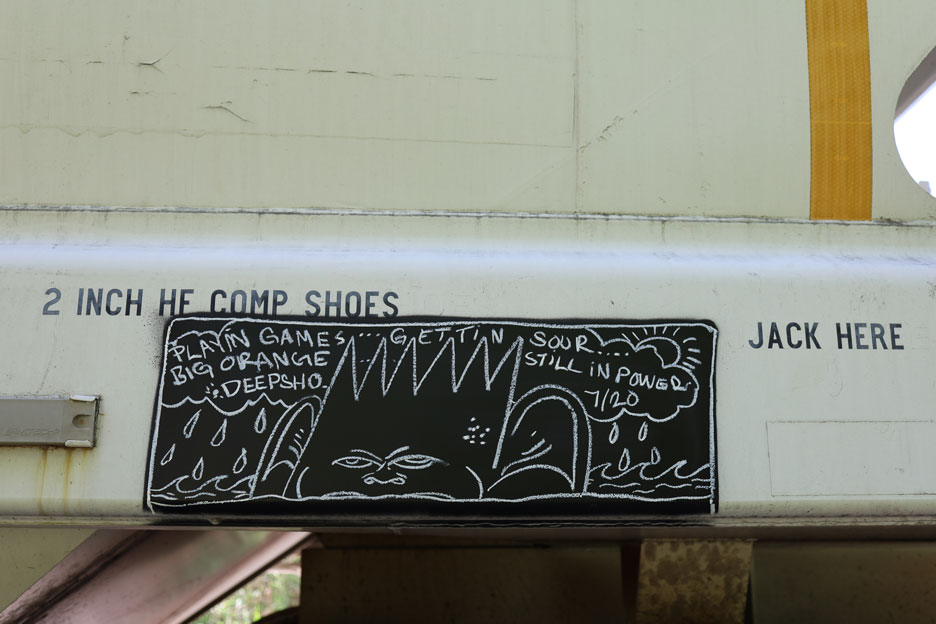 2 INCH HF COMP SHOES
JACK HERE
PLAYIN GAMES.... GETTIN SOUR....
BIG ORANGE
STILL IN POWER
DEEPSHO.
7/20